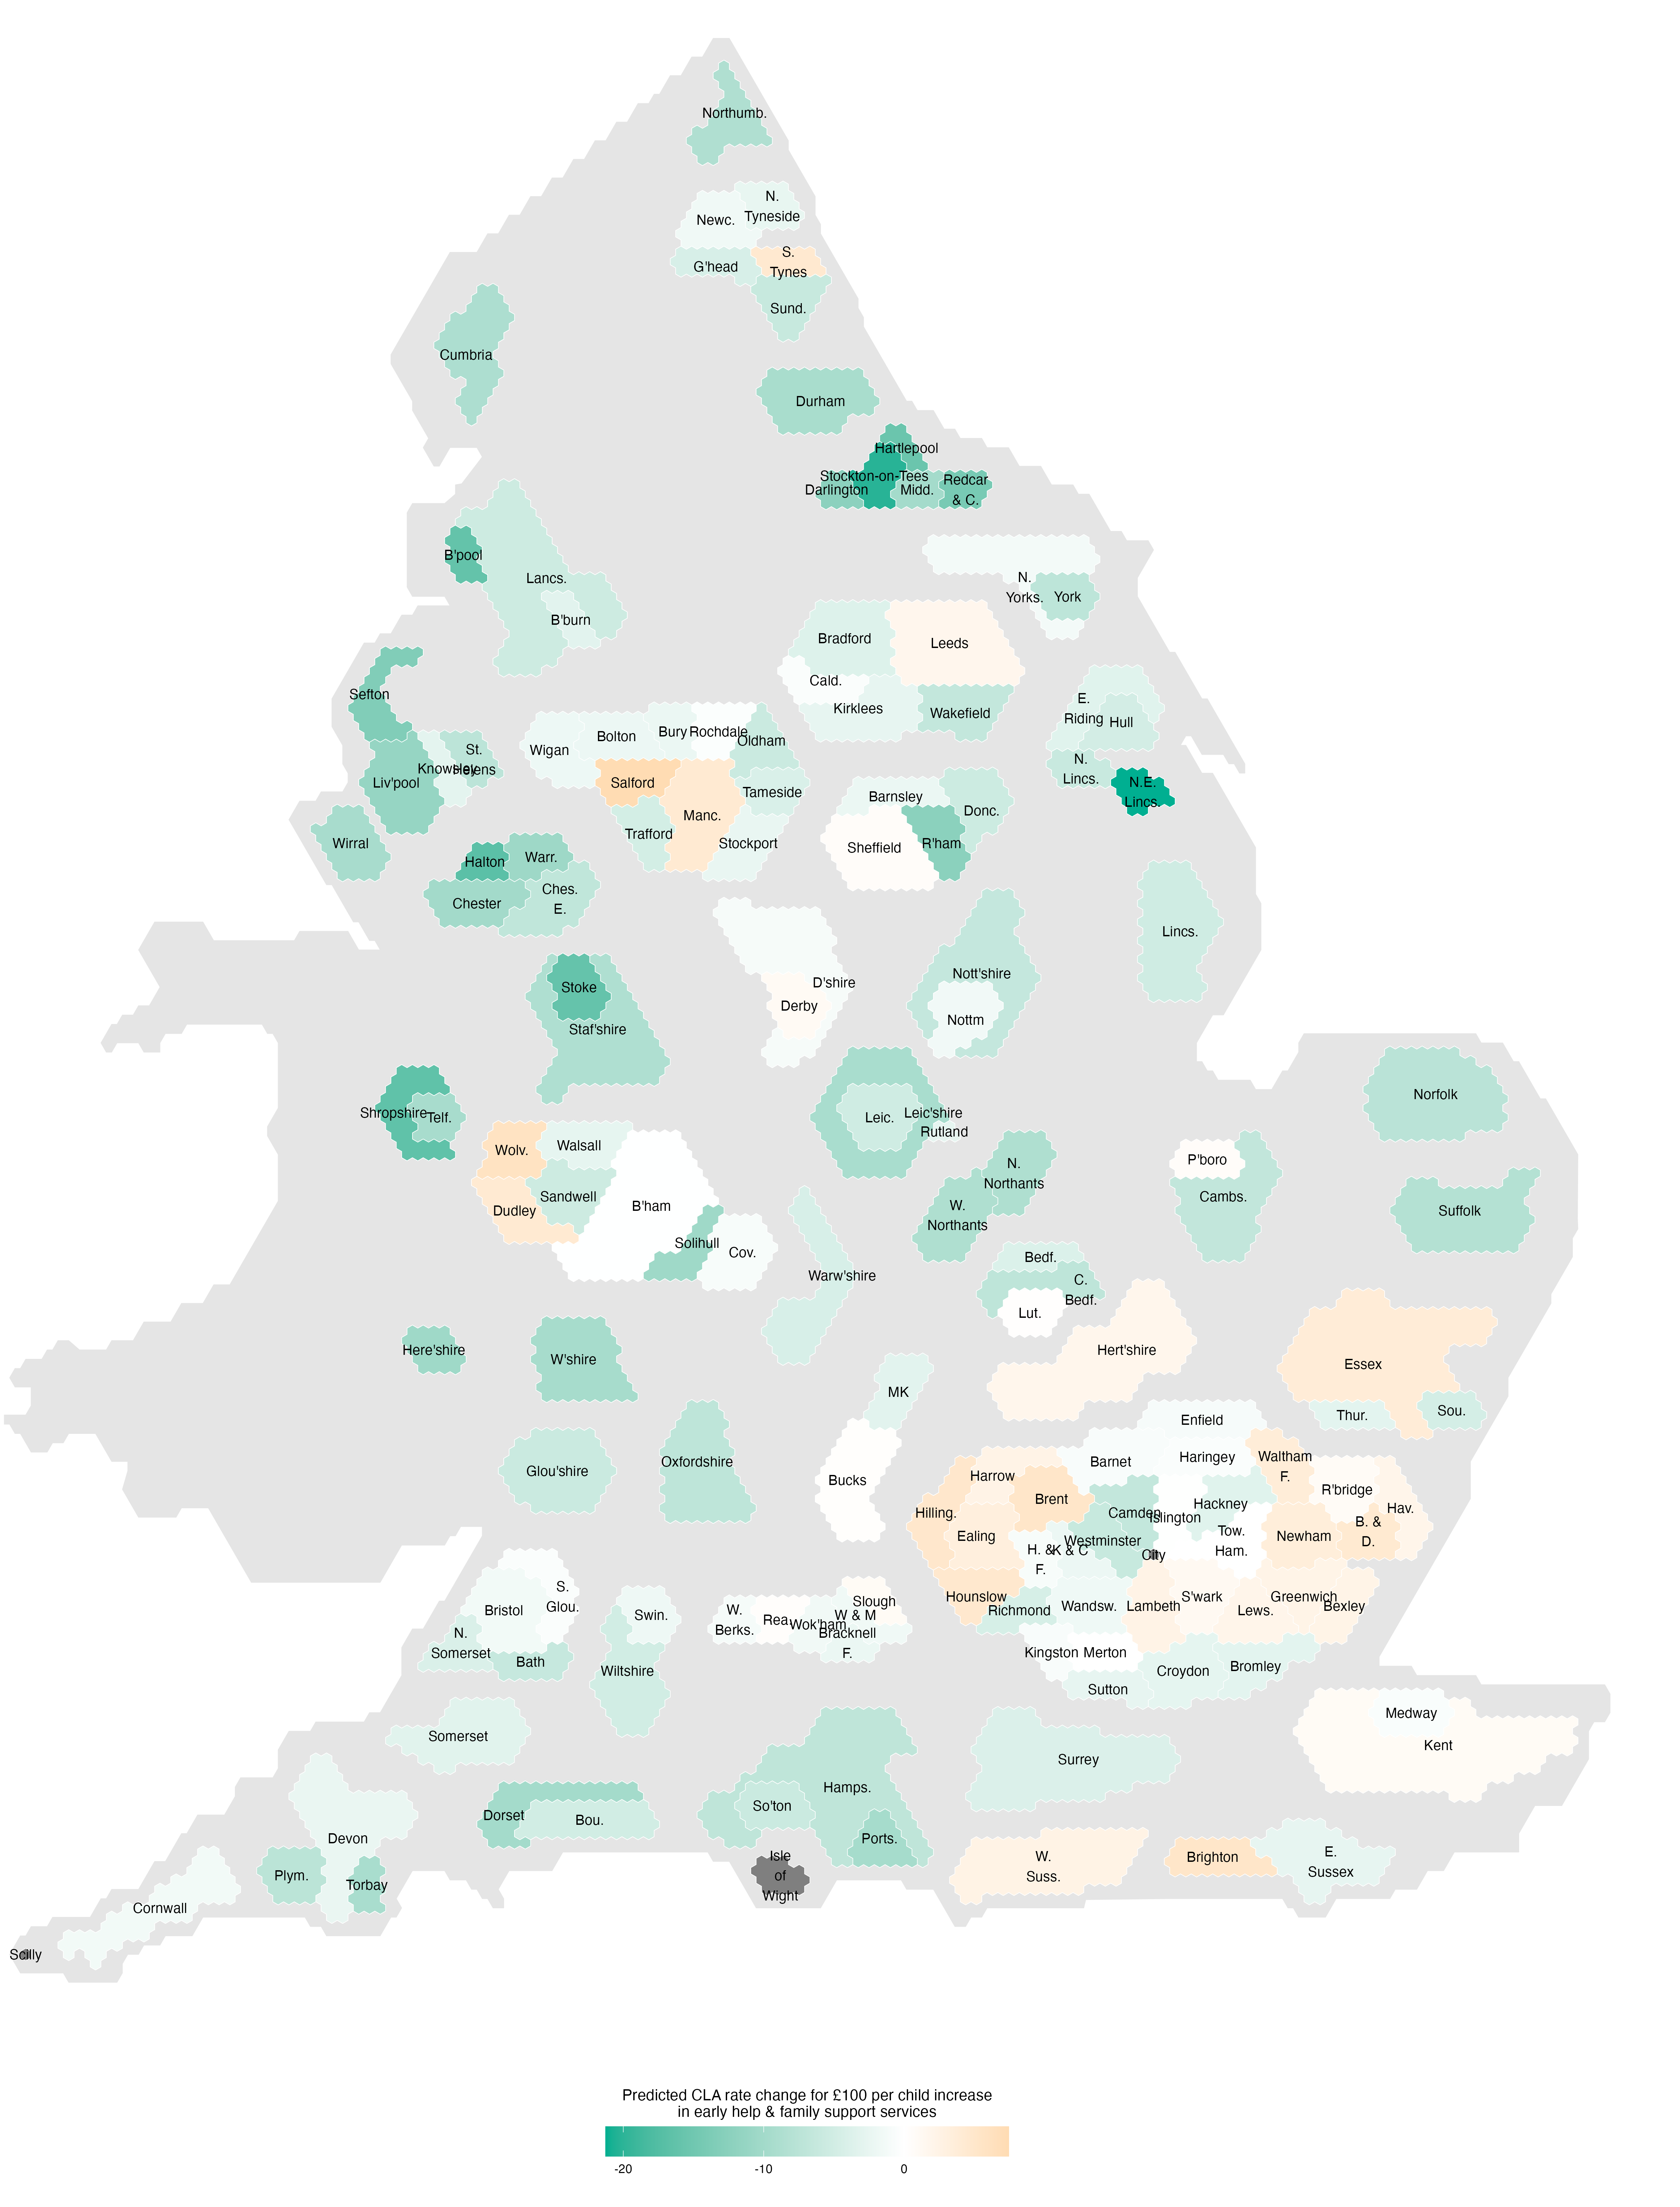 Northumb.
N.
Tyneside
Newc.
S.
Tynes
G'head
Sund.
Cumbria
Durham
Hartlepool
Stockton-on-Tees
Darlington
Midd.
Redcar
& C.
B'pool
Lancs.
B'burn
N.
Yorks.
York
Bradford
Leeds
Cald.
Kirklees
Wakefield
E.
Riding
Hull
Sefton
Liv'pool
Knowsley
St.
Helens
Wigan
Bolton
Bury
Rochdale
Oldham
Salford
Manc.
Tameside
Trafford
Stockport
Barnsley
Donc.
Sheffield
R'ham
N.
Lincs.
N.E.
Lincs.
Wirral
Halton
Warr.
Chester
Ches.
E.
Lincs.
Stoke
Staf'shire
D'shire
Derby
Nott'shire
Nottm
Shropshire
Telf.
Leic.
Leic'shire
Rutland
Norfolk
Wolv.
Walsall
Sandwell
Dudley
B'ham
Solihull
Cov.
N.
Northants
W.
Northants
P'boro
Cambs.
Suffolk
Warw'shire
Bedf.
C.
Bedf.
Lut.
Here'shire
W'shire
Hert'shire
Essex
MK
Thur.
Sou.
Glou'shire
Oxfordshire
Bucks
Enfield
Barnet
Haringey
Waltham
F.
Harrow
Brent
R'bridge
Hav.
Hilling.
Ealing
Camden
Islington
Hackney
Tow.
Ham.
Newham
B. &
D.
H. &
F.
K & C
Westminster
City
Hounslow
Richmond
Wandsw.
Lambeth
S'wark
Lews.
Greenwich
Bexley
Kingston
Merton
Sutton
Croydon
Bromley
S.
Glou.
Bristol
N.
Somerset
Bath
Swin.
Wiltshire
W.
Berks.
Rea.
Wok'ham
Slough
W & M
Bracknell
F.
Somerset
Medway
Kent
Surrey
Hamps.
So'ton
Ports.
Dorset
Bou.
Isle
of
Wight
W.
Suss.
Brighton
E.
Sussex
Devon
Plym.
Torbay
Cornwall
Scilly
Predicted CLA rate change for £100 per child increase
in early help & family support services
-20
-10
0